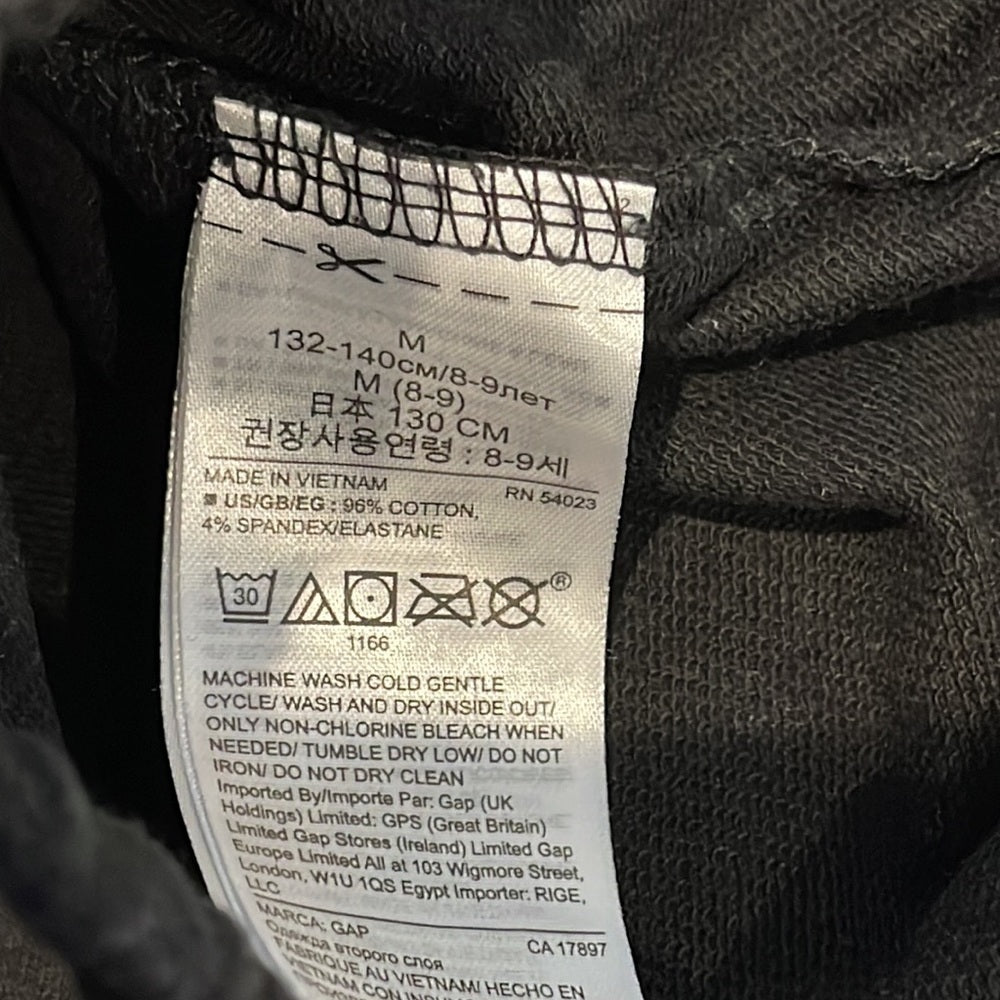 M
132-140см/8-9лет
M (8-9)
日本 130 CM
권장사용연령 : 8-9세
MADE IN VIETNAM
RN 54023
US/GB/EG : 96% COTTON,
4% SPANDEX/ELASTANE
30
®
1166
MACHINE WASH COLD GENTLE
CYCLE/ WASH AND DRY INSIDE OUT/
ONLY NON-CHLORINE BLEACH WHEN
NEEDED/ TUMBLE DRY LOW/ DO NOT
IRON/ DO NOT DRY CLEAN
Imported By/Importe Par: Gap (UK
Holdings) Limited: GPS (Great Britain)
Limited Gap Stores (Ireland) Limited Gap
Europe Limited All at 103 Wigmore Street,
London, W1U 1QS Egypt Importer: RIGE,
LLC
MARCA: GAP
CA 17897
Одежда второго слоя
FABRIQUE AU VIETNAM/ HECHO EN
VIETNAM CON